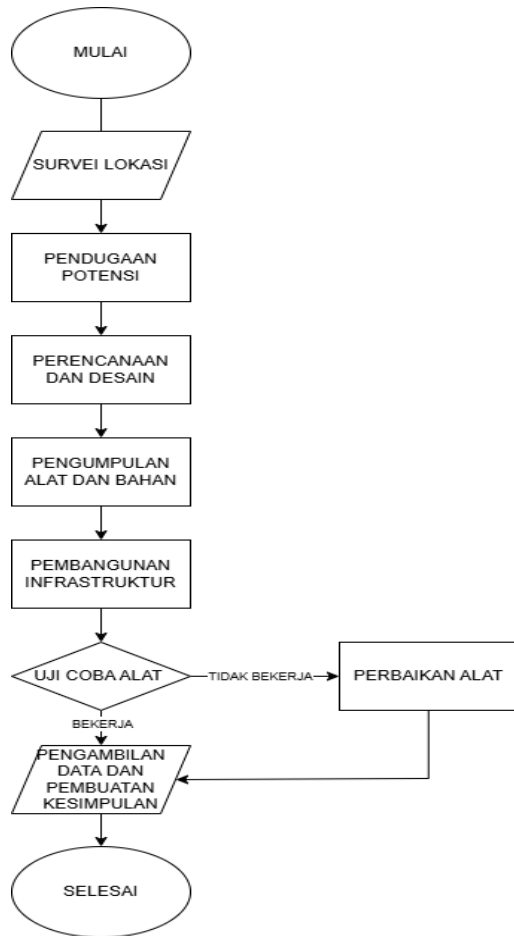 MULAI
SURVEI LOKASI
PENDUGAAN
POTENSI
PERENCANAAN
DAN DESAIN
PENGUMPULAN
ALAT DAN BAHAN
PEMBANGUNAN
INFRASTRUKTUR
UJI COBA ALAT
TIDAK BEKERJA
PERBAIKAN ALAT
BEKERJA
PENGAMBILAN
DATA DAN
PEMBUATAN
KESIMPULAN
SELESAI